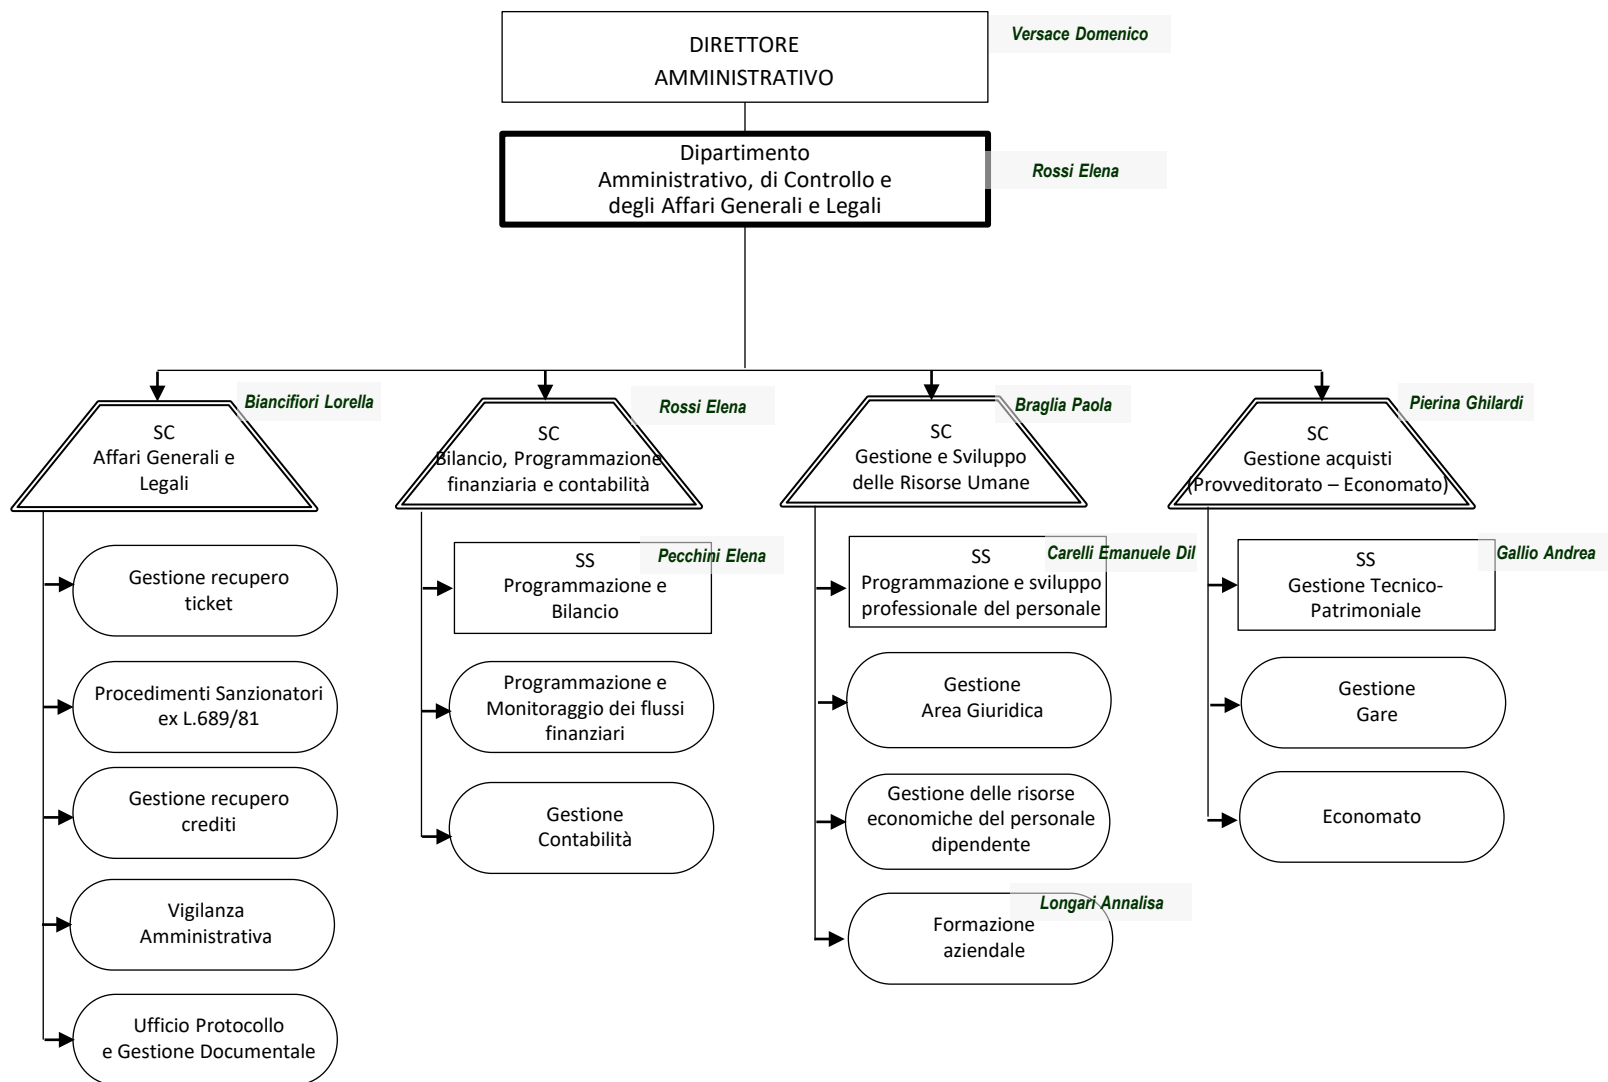 DIRETTORE
AMMINISTRATIVO
Versace Domenico
Dipartimento
Amministrativo, di Controllo e
degli Affari Generali e Legali
Rossi Elena
Biancifiori Lorella
SC
Affari Generali e
Legali
Gestione recupero
ticket
Procedimenti Sanzionatori
ex L.689/81
Gestione recupero
crediti
Vigilanza
Amministrativa
Ufficio Protocollo
e Gestione Documentale
Rossi Elena
SC
Bilancio, Programmazione
finanziaria e contabilità
Pecchini Elena
SS
Programmazione e
Bilancio
Programmazione e
Monitoraggio dei flussi
finanziari
Gestione
Contabilità
Braglia Paola
SC
Gestione e Sviluppo
delle Risorse Umane
Carelli Emanuele Dil
SS
Programmazione e sviluppo
professionale del personale
Gestione
Area Giuridica
Gestione delle risorse
economiche del personale
dipendente
Longari Annalisa
Formazione
aziendale
Pierina Ghilardi
SC
Gestione acquisti
(Provveditorato – Economato)
Gallio Andrea
SS
Gestione Tecnico-
Patrimoniale
Gestione
Gare
Economato